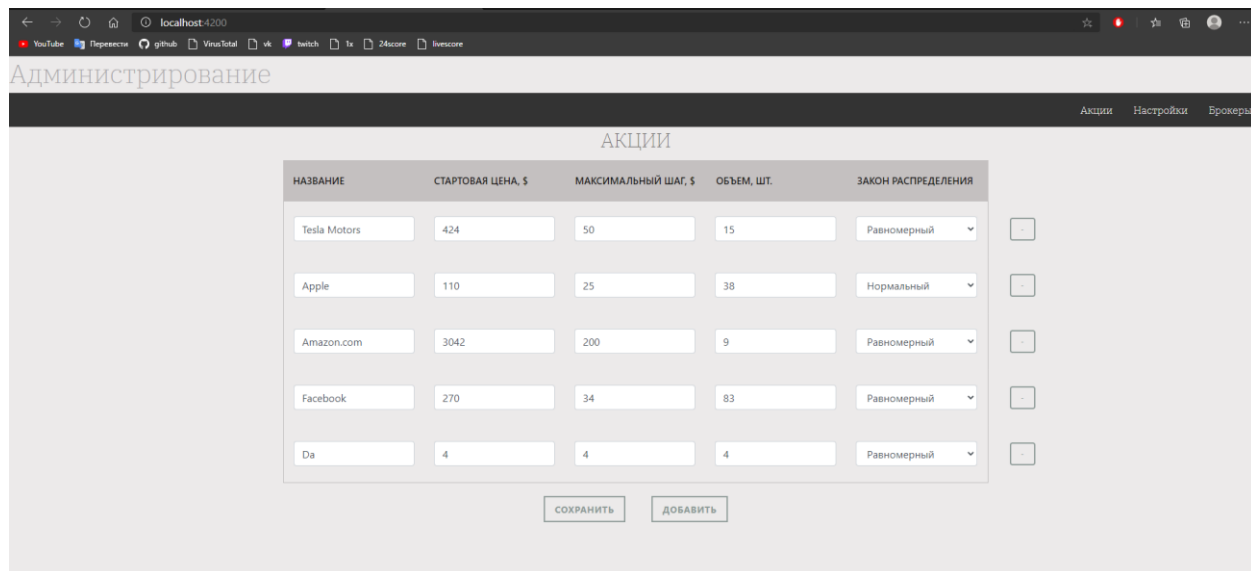 localhost:4200
YouTube Перевести github VirusTotal vk twitch 1x 24score livescore
Администрирование
Акции Настройки Брокеры
АКЦИИ
НАЗВАНИЕ СТАРТОВАЯ ЦЕНА, $ МАКСИМАЛЬНЫЙ ШАГ, $ ОБЪЕМ, ШТ. ЗАКОН РАСПРЕДЕЛЕНИЯ
Tesla Motors 424 50 15 Равномерный -
Apple 110 25 38 Нормальный -
Amazon.com 3042 200 9 Равномерный -
Facebook 270 34 83 Равномерный -
Da 4 4 4 Равномерный -
СОХРАНИТЬ ДОБАВИТЬ